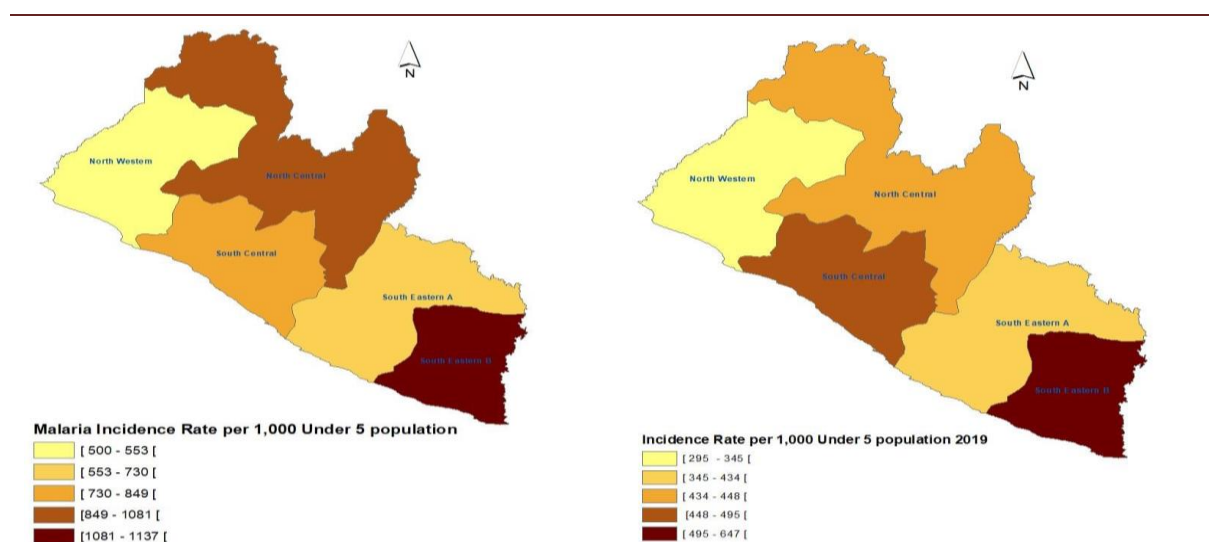 N
North Western
North Central
South Central
South Eastern A
South Eastern B
Malaria Incidence Rate per 1,000 Under 5 population
[ 500 - 553 [
[ 553 - 730 [
[ 730 - 849 [
[849 - 1081 [
[1081 - 1137 [
N
North Western
North Central
South Central
South Eastern A
South Eastern B
Incidence Rate per 1,000 Under 5 population 2019
[ 295 - 345 [
[ 345 - 434 [
[ 434 - 448 [
[ 448 - 495 [
[ 495 - 647 [